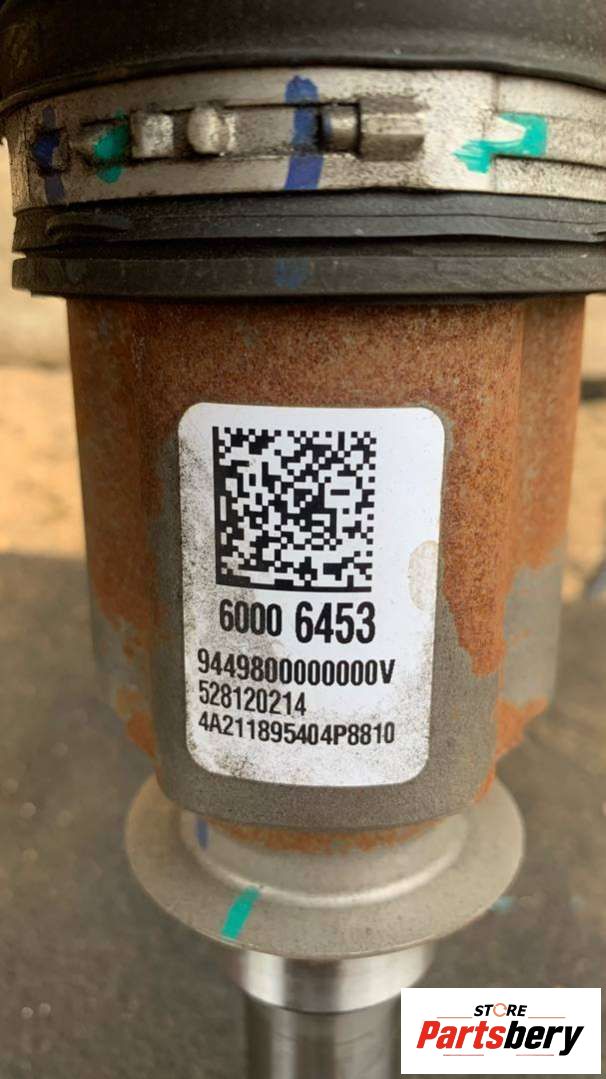 6000 6453
9449800000000V
528120214
4A211895404P8810
STORE
Partsbery